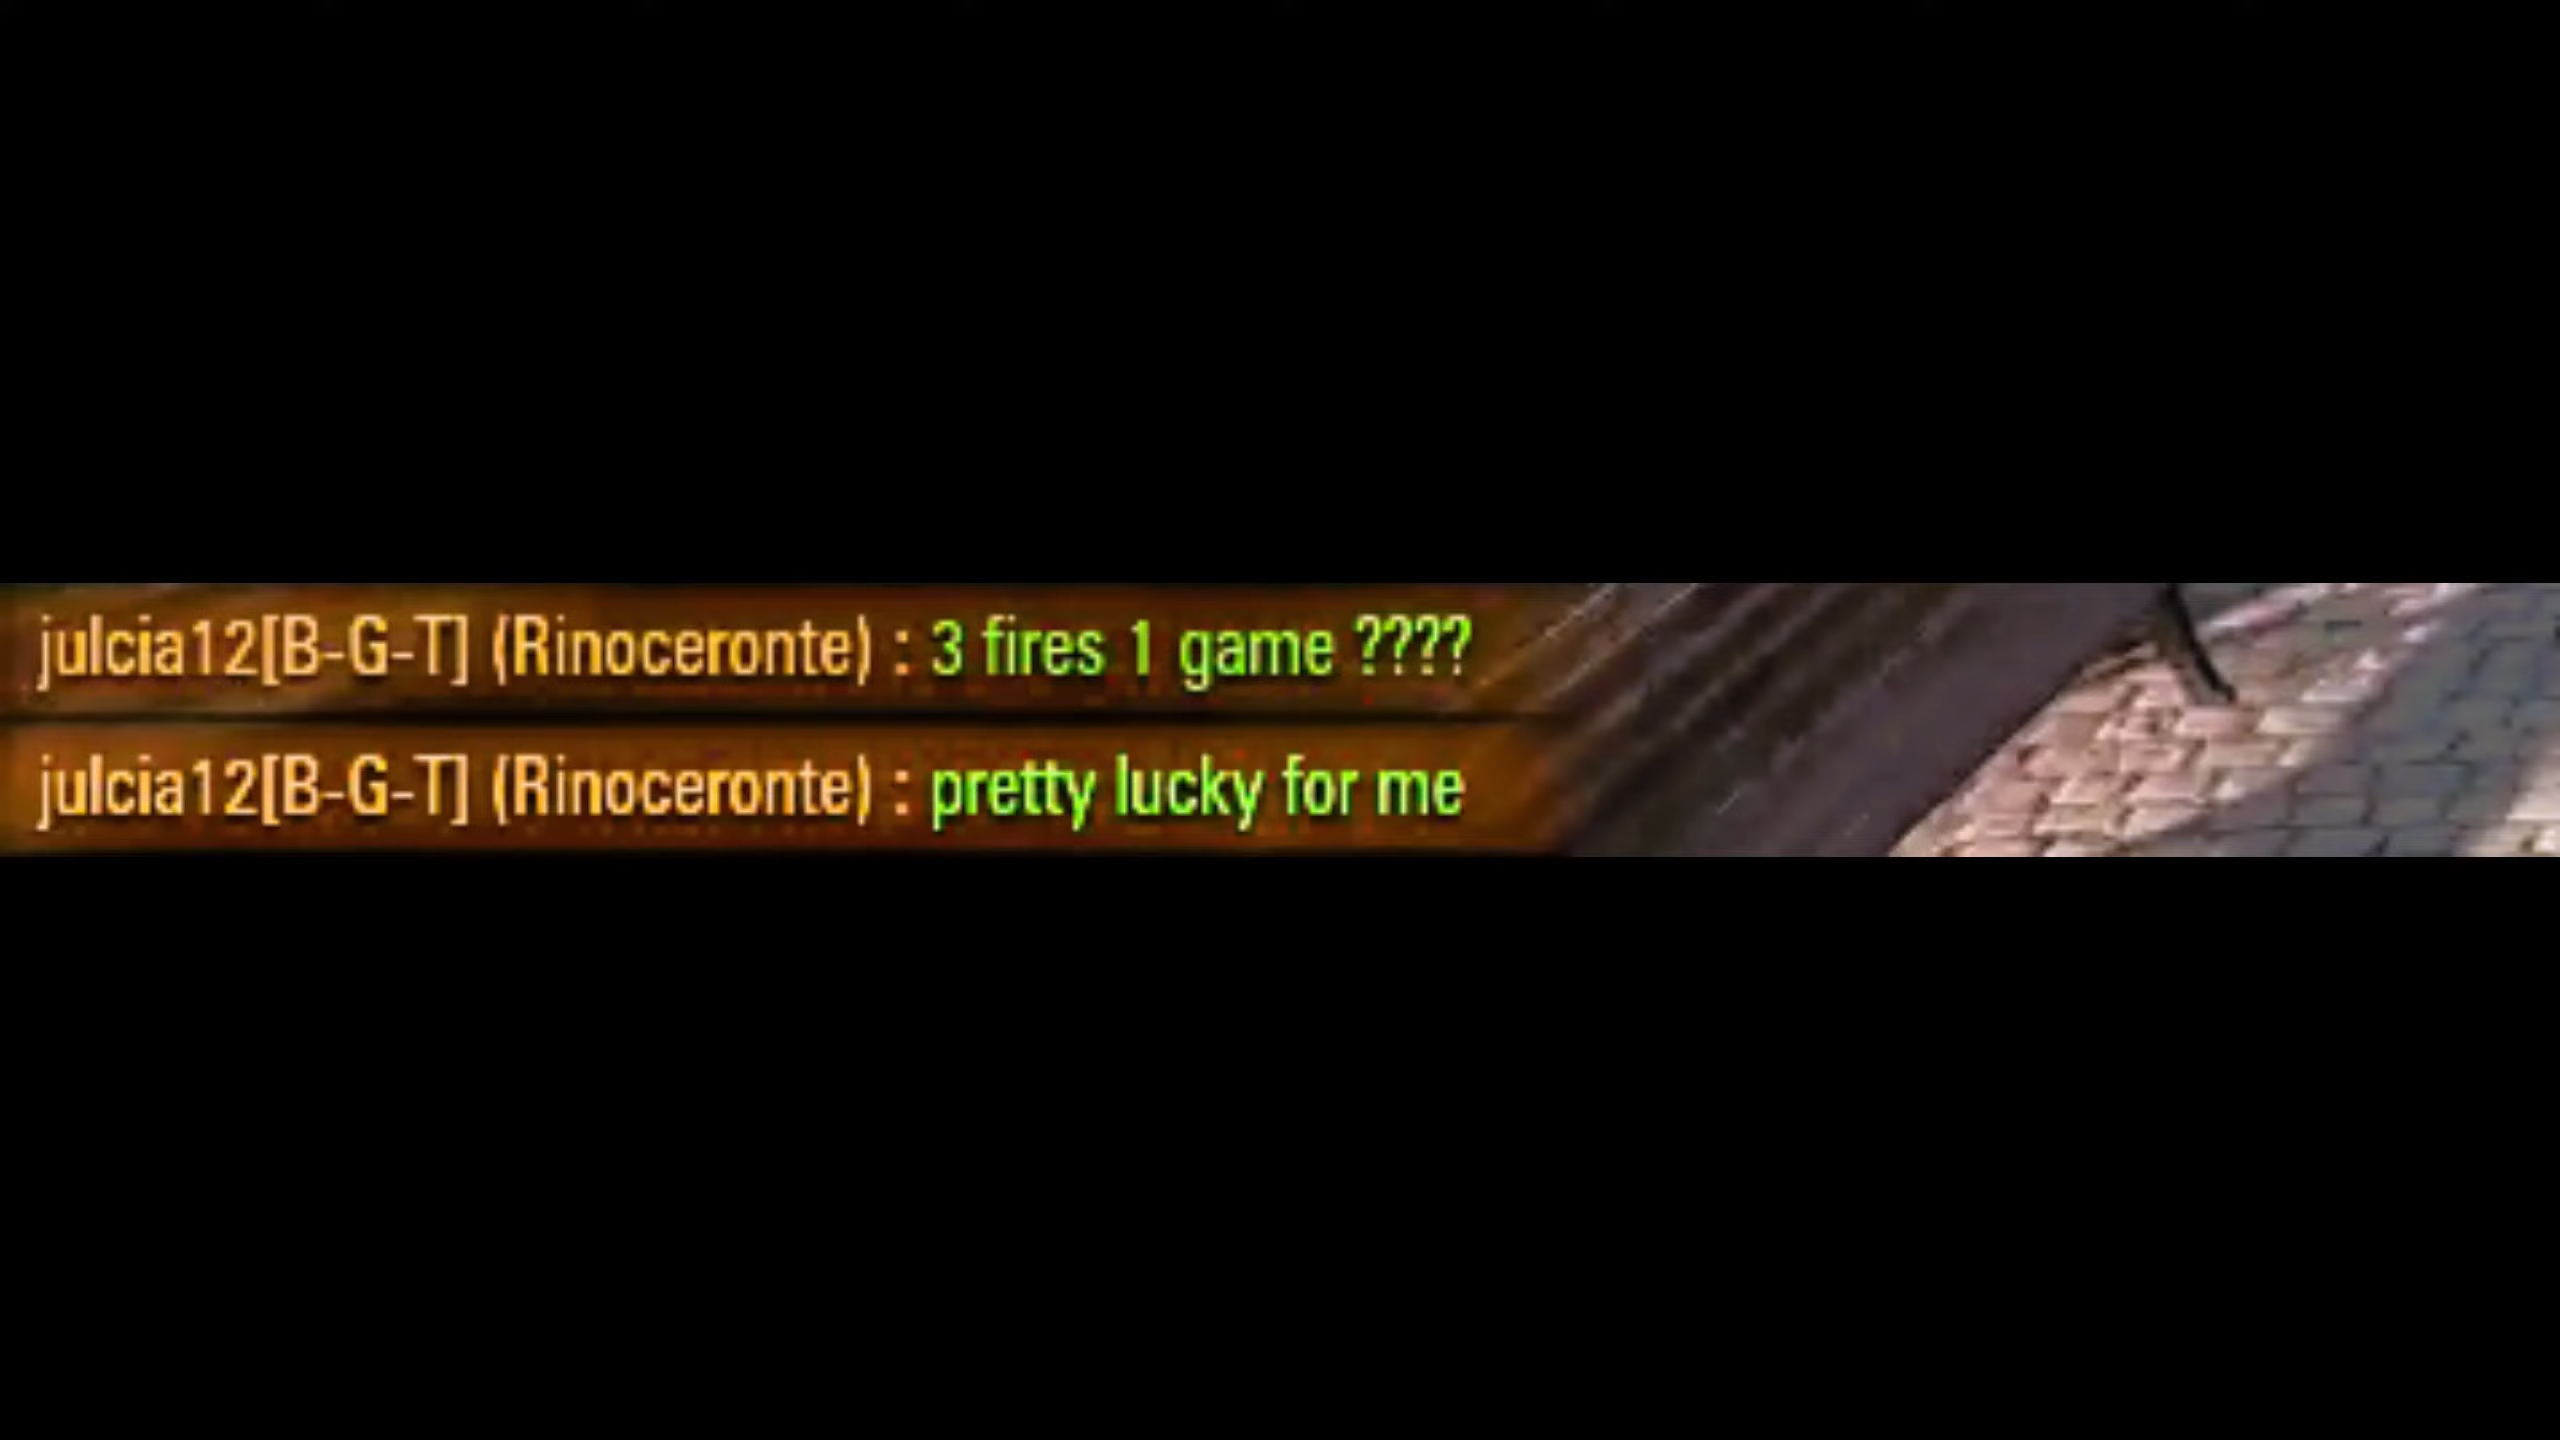 julcia12[B-G-T] (Rinoceronte) : 3 fires 1 game ????
julcia12[B-G-T] (Rinoceronte) : pretty lucky for me